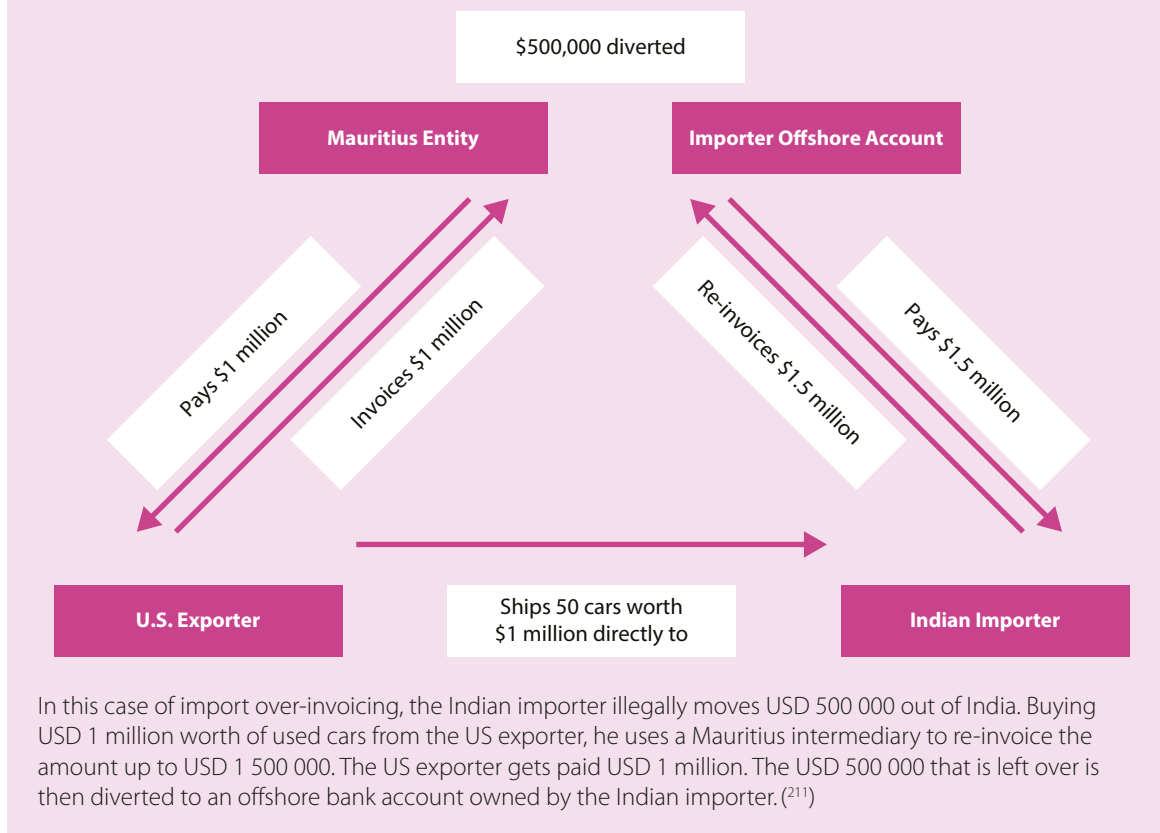 $500,000 diverted
Mauritius Entity
Importer Offshore Account
Pays $1 million
Invoices $1 million
Re-invoices $1.5 million
Pays $1.5 million
U.S. Exporter
Ships 50 cars worth
$1 million directly to
Indian Importer
In this case of import over-invoicing, the Indian importer illegally moves USD 500 000 out of India. Buying
USD 1 million worth of used cars from the US exporter, he uses a Mauritius intermediary to re-invoice the
amount up to USD 1 500 000. The US exporter gets paid USD 1 million. The USD 500 000 that is left over is
then diverted to an offshore bank account owned by the Indian importer. (211)